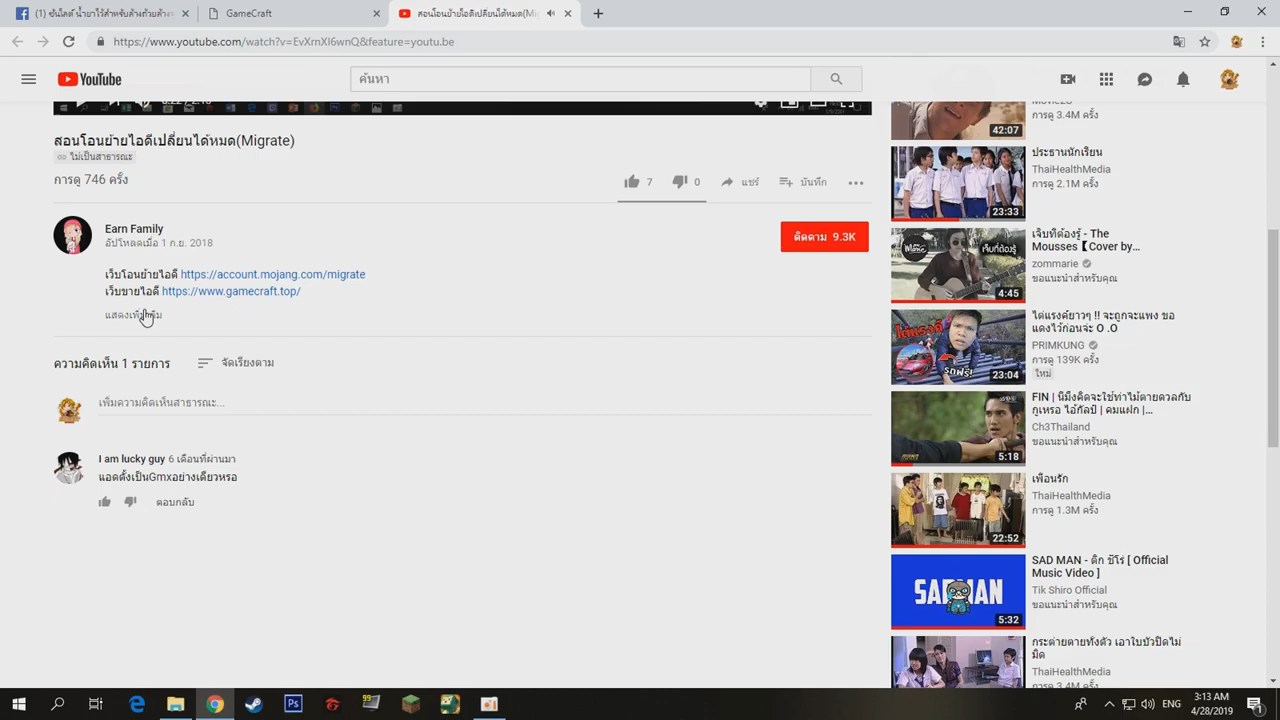 GameCraft
สอนโอนย้ายไอดีเปลี่ยนได้หมด(Mi
https://www.youtube.com/watch?v=EvXrnXl6wnQ&feature=youtu.be
YouTube
ค้นหา
สอนโอนย้ายไอดีเปลี่ยนได้หมด(Migrate)
ไม่เป็นสาธารณะ
การดู 746 ครั้ง
7
0
แชร์
บันทึก
Earn Family
อัปโหลดเมื่อ 1 ก.ย. 2018
ติดตาม 9.3K
เว็บโอนย้ายไอดี https://account.mojang.com/migrate
เว็บขายไอดี https://www.gamecraft.top/
แสดงเพิ่มเติม
ความคิดเห็น 1 รายการ
จัดเรียงตาม
เพิ่มความคิดเห็นสาธารณะ...
I am lucky guy 6 เดือนที่ผ่านมา
แอดตั้งเป็นGmxอย่างเดียวหรอ
ตอบกลับ
42:07
การดู 3.4M ครั้ง
23:33
ประธานนักเรียน
ThaiHealthMedia
การดู 2.1M ครั้ง
4:45
เจ็บที่ต้องรู้ - The
Mousses【Cover by...
zommarie
ขอแนะนำสำหรับคุณ
รถฟรี!
23:04
ไต่แรงค์ยาวๆ !! จะถูกจะแพง ขอ
แดงไว้ก่อนจ่ะ O .O
PRIMKUNG
การดู 139K ครั้ง
ใหม่
5:18
FIN | นี่มึงคิดจะใช้ท่าไม้ตายดวลกับ
กูเหรอ ไอ้กัลป์ | คมแฝก |...
Ch3Thailand
ขอแนะนำสำหรับคุณ
22:52
เพื่อนรัก
ThaiHealthMedia
การดู 1.3M ครั้ง
SAD MAN
5:32
SAD MAN - ติ๊ก ชิโร่ [ Official
Music Video ]
Tik Shiro Official
ขอแนะนำสำหรับคุณ
กระต่ายตายทั้งตัว เอาใบบัวปิดไม่
มิด
ThaiHealthMedia
การดู 3.4M ครั้ง
ENG
3:13 AM
4/28/2019